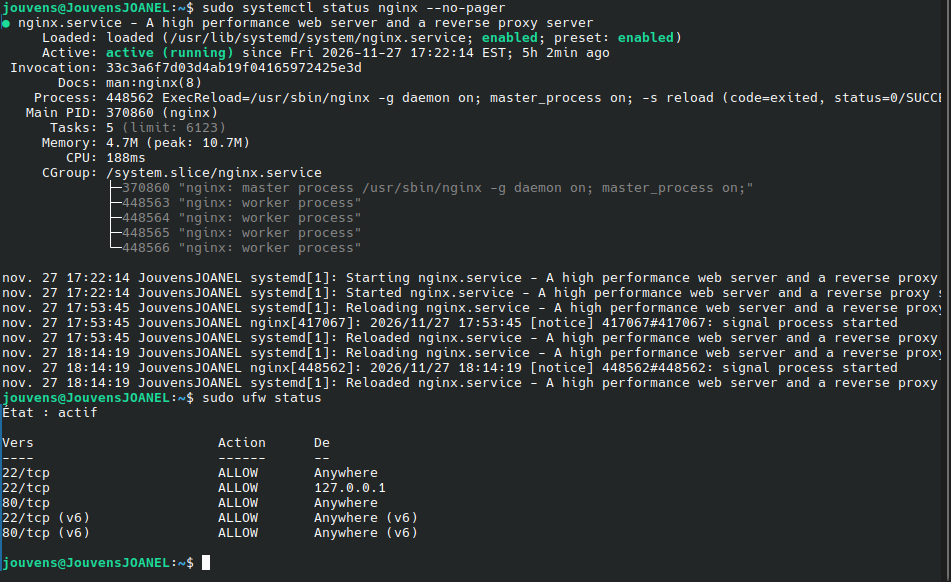 jouvens@JouvensJOANEL:~$ sudo systemctl status nginx --no-pager
● nginx.service - A high performance web server and a reverse proxy server
     Loaded: loaded (/usr/lib/systemd/system/nginx.service; enabled; preset: enabled)
     Active: active (running) since Fri 2026-11-27 17:22:14 EST; 5h 2min ago
 Invocation: 33c3a6f7d03d4ab19f04165972425e3d
       Docs: man:nginx(8)
    Process: 448562 ExecReload=/usr/sbin/nginx -g daemon on; master_process on; -s reload (code=exited, status=0/SUCCE
   Main PID: 370860 (nginx)
      Tasks: 5 (limit: 6123)
     Memory: 4.7M (peak: 10.7M)
        CPU: 188ms
     CGroup: /system.slice/nginx.service
             ├─370860 "nginx: master process /usr/sbin/nginx -g daemon on; master_process on;"
             ├─448563 "nginx: worker process"
             ├─448564 "nginx: worker process"
             ├─448565 "nginx: worker process"
             └─448566 "nginx: worker process"

nov. 27 17:22:14 JouvensJOANEL systemd[1]: Starting nginx.service - A high performance web server and a reverse proxy
nov. 27 17:22:14 JouvensJOANEL systemd[1]: Started nginx.service - A high performance web server and a reverse proxy s
nov. 27 17:53:45 JouvensJOANEL systemd[1]: Reloading nginx.service - A high performance web server and a reverse proxy
nov. 27 17:53:45 JouvensJOANEL nginx[417067]: 2026/11/27 17:53:45 [notice] 417067#417067: signal process started
nov. 27 17:53:45 JouvensJOANEL systemd[1]: Reloaded nginx.service - A high performance web server and a reverse proxy
nov. 27 18:14:19 JouvensJOANEL systemd[1]: Reloading nginx.service - A high performance web server and a reverse proxy
nov. 27 18:14:19 JouvensJOANEL nginx[448562]: 2026/11/27 18:14:19 [notice] 448562#448562: signal process started
nov. 27 18:14:19 JouvensJOANEL systemd[1]: Reloaded nginx.service - A high performance web server and a reverse proxy
jouvens@JouvensJOANEL:~$ sudo ufw status
État : actif

Vers                       Action      De
----                       ------      --
22/tcp                     ALLOW       Anywhere
22/tcp                     ALLOW       127.0.0.1
80/tcp                     ALLOW       Anywhere
22/tcp (v6)                ALLOW       Anywhere (v6)
80/tcp (v6)                ALLOW       Anywhere (v6)

jouvens@JouvensJOANEL:~$